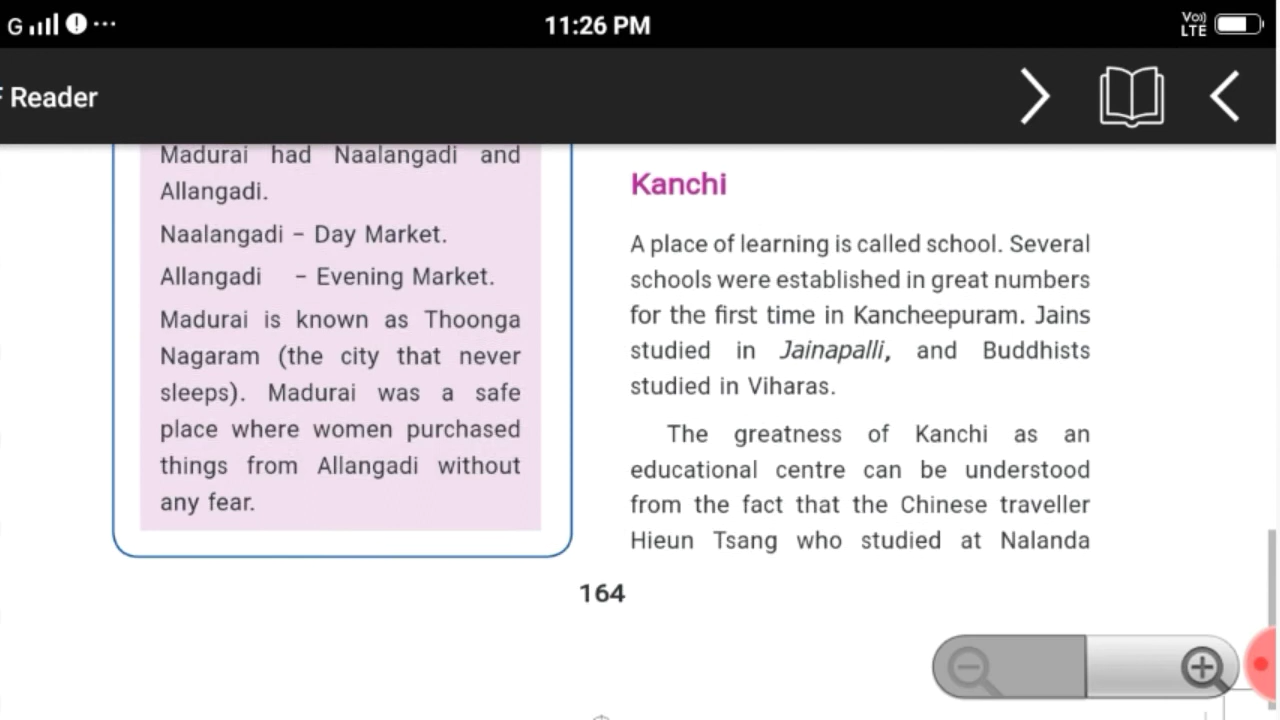 G
11:26 PM
Vo))
LTE
Reader
Madurai had Naalangadi and
Allangadi.
Naalangadi – Day Market.
Allangadi – Evening Market.
Madurai is known as Thoonga
Nagaram (the city that never
sleeps). Madurai was a safe
place where women purchased
things from Allangadi without
any fear.
Kanchi
A place of learning is called school. Several
schools were established in great numbers
for the first time in Kancheepuram. Jains
studied in Jainapalli, and Buddhists
studied in Viharas.
The greatness of Kanchi as an
educational centre can be understood
from the fact that the Chinese traveller
Hieun Tsang who studied at Nalanda
164